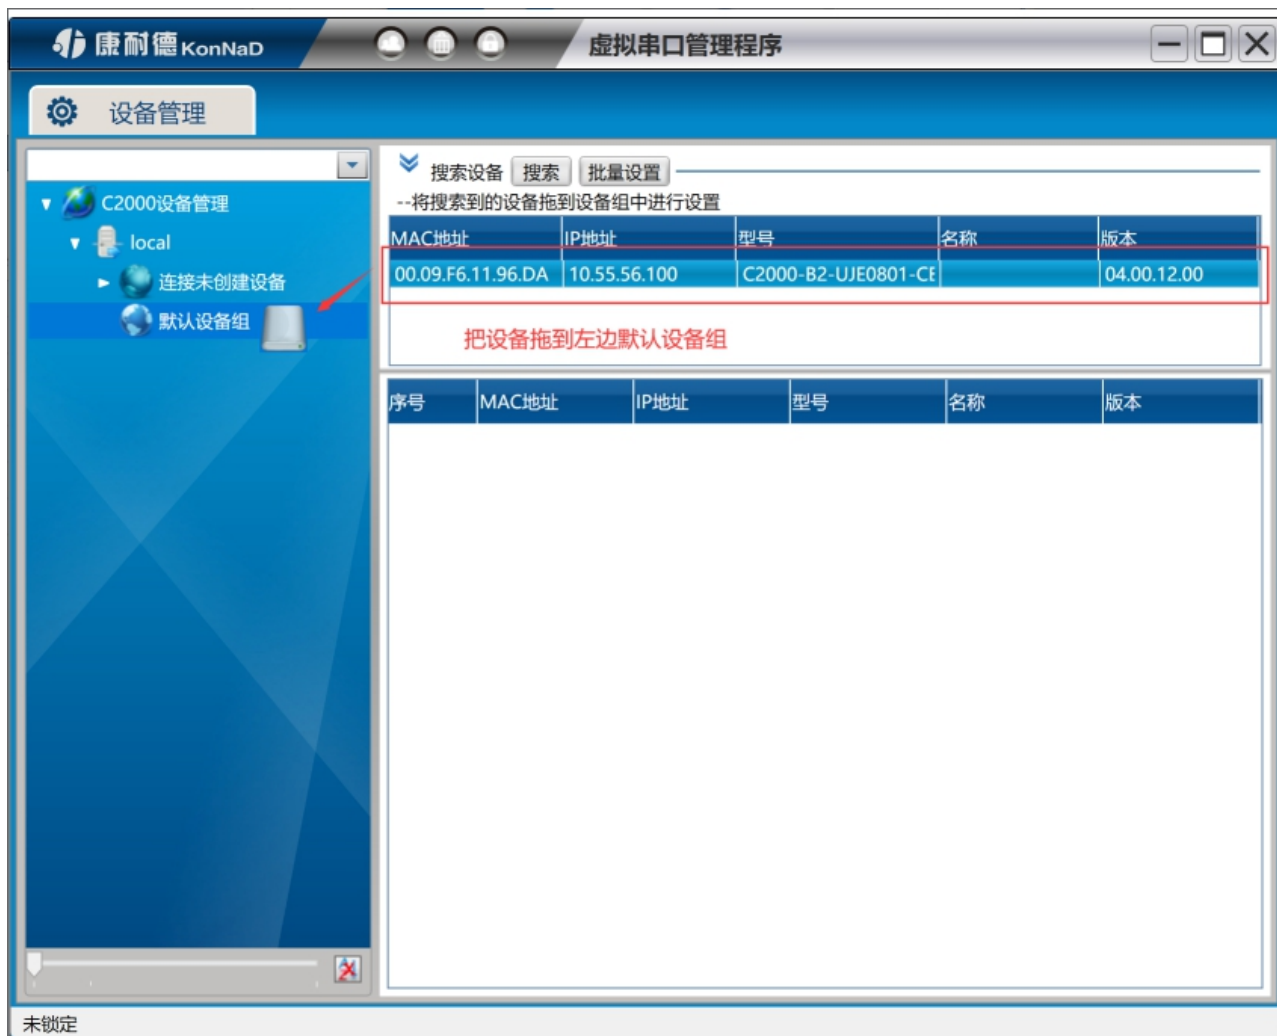 康耐德 KonNaD
虚拟串口管理程序
设备管理
搜索设备 搜索 批量设置
--将搜索到的设备拖到设备组中进行设置
C2000设备管理
local
连接未创建设备
默认设备组
MAC地址 IP地址 型号 名称 版本
00.09.F6.11.96.DA 10.55.56.100 C2000-B2-UJE0801-CE 04.00.12.00
把设备拖到左边默认设备组
序号 MAC地址 IP地址 型号 名称 版本
未锁定